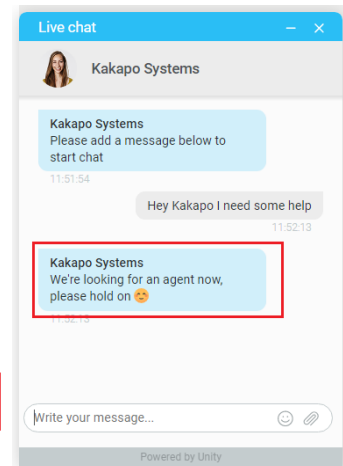 Live chat
Kakapo Systems
Kakapo Systems
Please add a message below to
start chat
11:51:54
Hey Kakapo I need some help
11:52:13
Kakapo Systems
We're looking for an agent now,
please hold on 😊
11:52:13
Write your message...
Powered by Unity